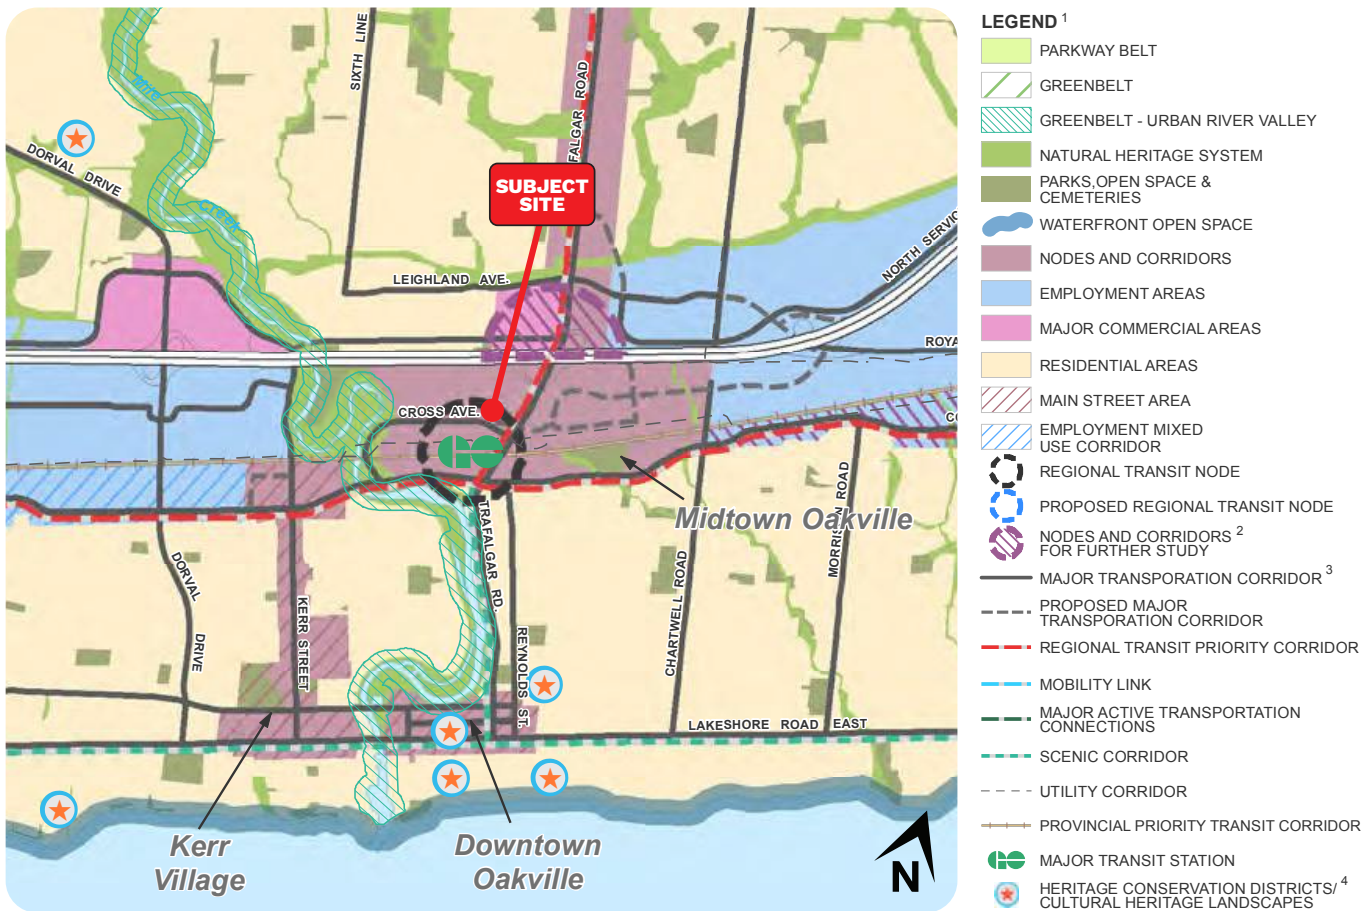 SIXTH LINE
FALGAR ROAD
Mile
DORVAL DRIVE
Creek
SUBJECT
SITE
NORTH SERVIC
LEIGHLAND AVE.
ROYA
CROSS AVE.
CO
Midtown Oakville
TRAFALGAR RD.
MORRISON ROAD
DORVAL
DRIVE
KERR STREET
REYNOLDS ST.
CHARTWELL ROAD
LAKESHORE ROAD EAST
Kerr
Village
Downtown
Oakville
N
LEGEND 1
PARKWAY BELT
GREENBELT
GREENBELT - URBAN RIVER VALLEY
NATURAL HERITAGE SYSTEM
PARKS,OPEN SPACE &
CEMETERIES
WATERFRONT OPEN SPACE
NODES AND CORRIDORS
EMPLOYMENT AREAS
MAJOR COMMERCIAL AREAS
RESIDENTIAL AREAS
MAIN STREET AREA
EMPLOYMENT MIXED
USE CORRIDOR
REGIONAL TRANSIT NODE
PROPOSED REGIONAL TRANSIT NODE
NODES AND CORRIDORS 2
FOR FURTHER STUDY
MAJOR TRANSPORATION CORRIDOR 3
PROPOSED MAJOR
TRANSPORATION CORRIDOR
REGIONAL TRANSIT PRIORITY CORRIDOR
MOBILITY LINK
MAJOR ACTIVE TRANSPORTATION
CONNECTIONS
SCENIC CORRIDOR
UTILITY CORRIDOR
PROVINCIAL PRIORITY TRANSIT CORRIDOR
MAJOR TRANSIT STATION
HERITAGE CONSERVATION DISTRICTS/ 4
CULTURAL HERITAGE LANDSCAPES